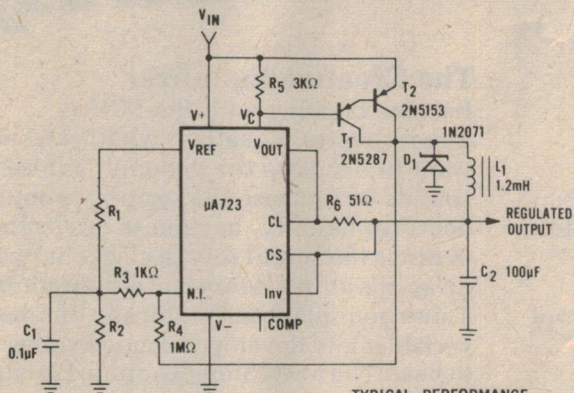 VIN
R5 3KΩ
T2
2N5153
V+
VC
T1
2N5287
1N2071
D1
L1
1.2mH
VREF
VOUT
R1
μA723
R6 51Ω
CL
REGULATED
OUTPUT
CS
R3 1KΩ
C2 100μF
N.I.
Inv
C1
0.1μF
R2
R4
1MΩ
V−
COMP
TYPICAL PERFORMANCE